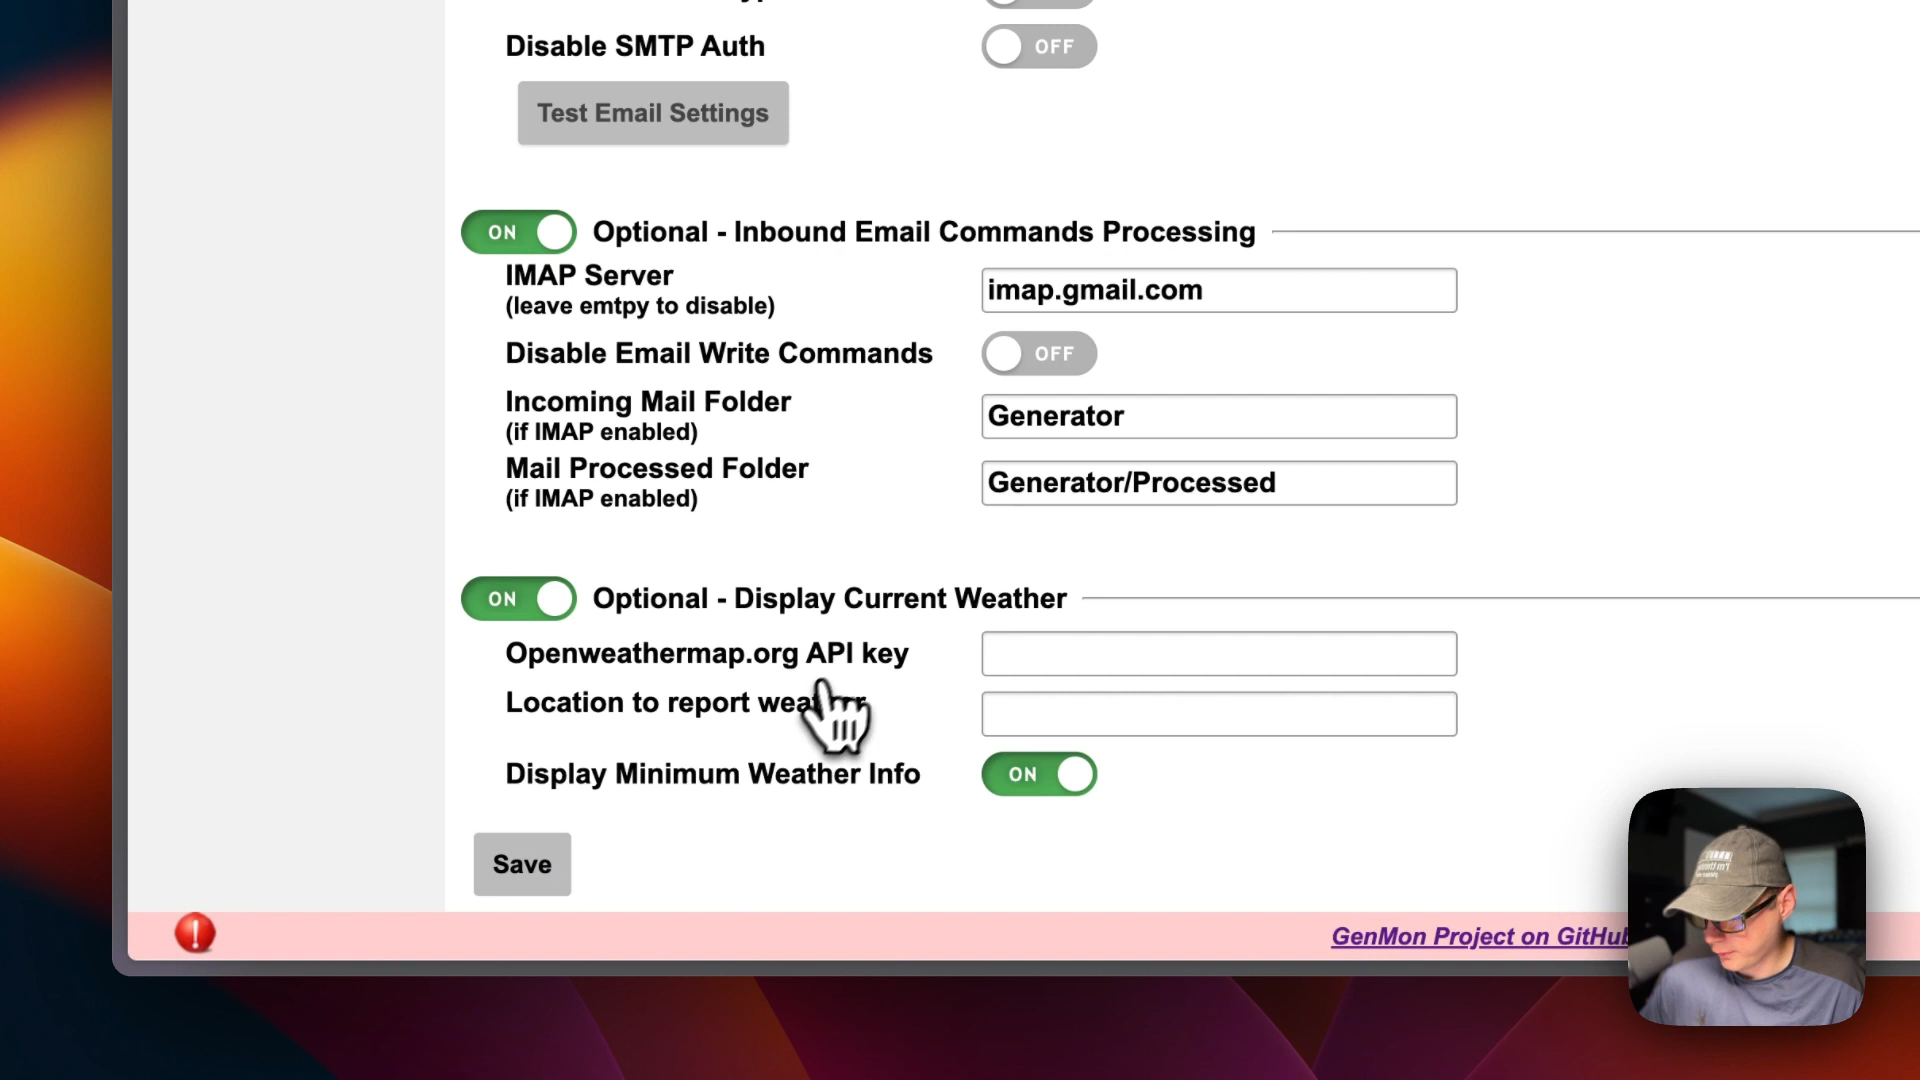 Disable SMTP Auth
OFF
Test Email Settings
ON Optional - Inbound Email Commands Processing
IMAP Server
(leave emtpy to disable)
imap.gmail.com
Disable Email Write Commands
OFF
Incoming Mail Folder
(if IMAP enabled)
Generator
Mail Processed Folder
(if IMAP enabled)
Generator/Processed
ON Optional - Display Current Weather
Openweathermap.org API key
Location to report
Display Minimum Weather Info
ON
Save
GenMon Project on GitHub